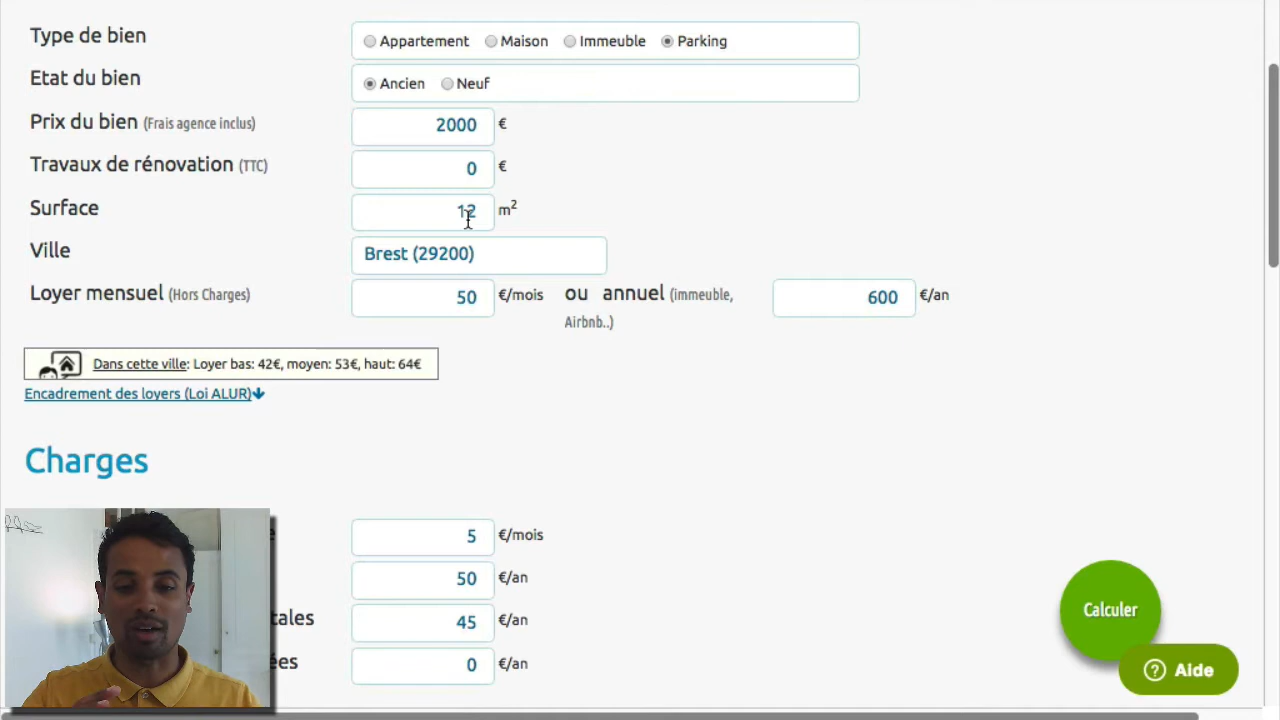 Type de bien Appartement Maison Immeuble Parking
Etat du bien Ancien Neuf
Prix du bien (Frais agence inclus) 2000 €
Travaux de rénovation (TTC) 0 €
Surface 12 m²
Ville Brest (29200)
Loyer mensuel (Hors Charges) 50 €/mois ou annuel (immeuble, Airbnb..) 600 €/an
Dans cette ville: Loyer bas: 42€, moyen: 53€, haut: 64€
Encadrement des loyers (Loi ALUR)
Charges
5 €/mois
50 €/an
45 €/an
0 €/an
Calculer
Aide